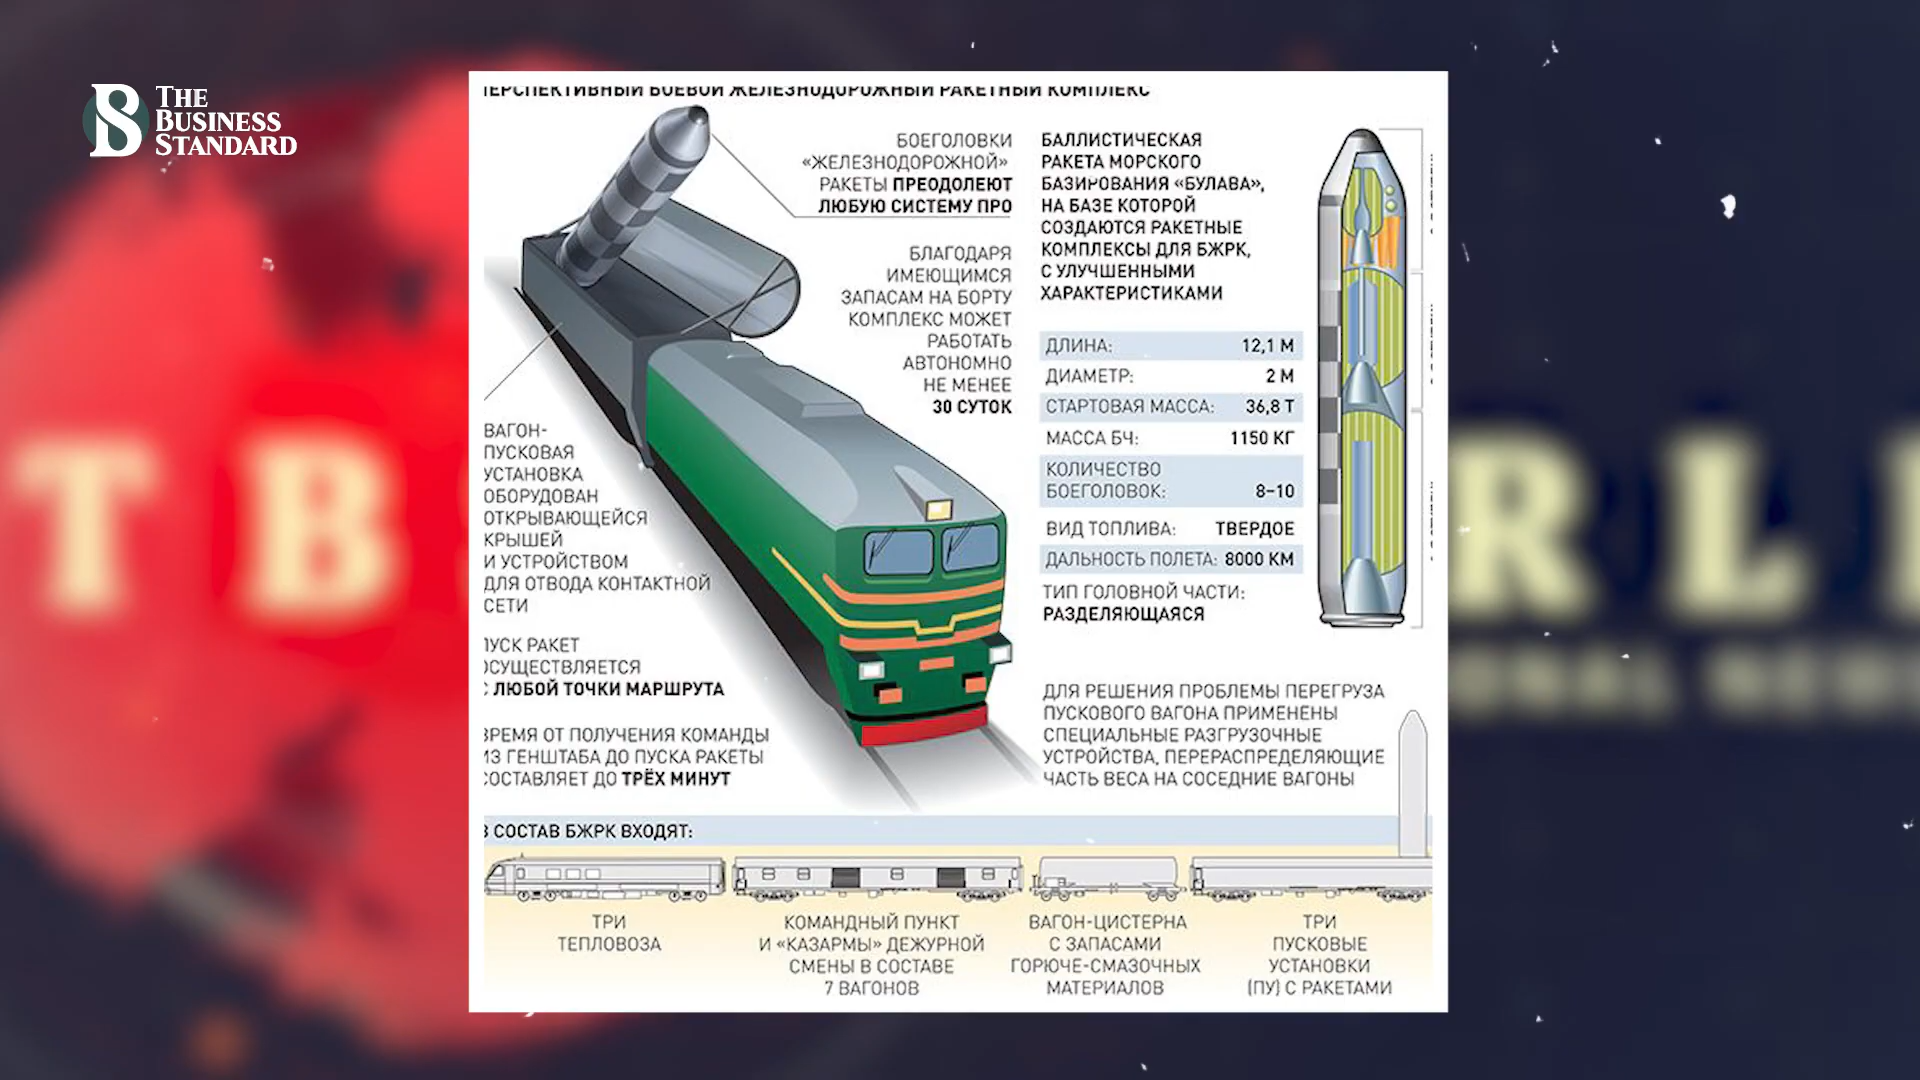 THE
BUSINESS
STANDARD
ПЕРСПЕКТИВНЫЙ БОЕВОЙ ЖЕЛЕЗНОДОРОЖНЫЙ РАКЕТНЫЙ КОМПЛЕКС
БОЕГОЛОВКИ
«ЖЕЛЕЗНОДОРОЖНОЙ»
РАКЕТЫ ПРЕОДОЛЕЮТ
ЛЮБУЮ СИСТЕМУ ПРО
БЛАГОДАРЯ
ИМЕЮЩИМСЯ
ЗАПАСАМ НА БОРТУ
КОМПЛЕКС МОЖЕТ
РАБОТАТЬ
АВТОНОМНО
НЕ МЕНЕЕ
30 СУТОК
БАЛЛИСТИЧЕСКАЯ
РАКЕТА МОРСКОГО
БАЗИРОВАНИЯ «БУЛАВА»,
НА БАЗЕ КОТОРОЙ
СОЗДАЮТСЯ РАКЕТНЫЕ
КОМПЛЕКСЫ ДЛЯ БЖРК,
С УЛУЧШЕННЫМИ
ХАРАКТЕРИСТИКАМИ
ДЛИНА: 12,1 М
ДИАМЕТР: 2 М
СТАРТОВАЯ МАССА: 36,8 Т
МАССА БЧ: 1150 КГ
КОЛИЧЕСТВО
БОЕГОЛОВОК: 8–10
ВИД ТОПЛИВА: ТВЕРДОЕ
ДАЛЬНОСТЬ ПОЛЕТА: 8000 КМ
ТИП ГОЛОВНОЙ ЧАСТИ:
РАЗДЕЛЯЮЩАЯСЯ
ВАГОН-
ПУСКОВАЯ
УСТАНОВКА
ОБОРУДОВАН
ОТКРЫВАЮЩЕЙСЯ
КРЫШЕЙ
И УСТРОЙСТВОМ
ДЛЯ ОТВОДА КОНТАКТНОЙ
СЕТИ
ПУСК РАКЕТ
ОСУЩЕСТВЛЯЕТСЯ
С ЛЮБОЙ ТОЧКИ МАРШРУТА
ВРЕМЯ ОТ ПОЛУЧЕНИЯ КОМАНДЫ
ИЗ ГЕНШТАБА ДО ПУСКА РАКЕТЫ
СОСТАВЛЯЕТ ДО ТРЁХ МИНУТ
ДЛЯ РЕШЕНИЯ ПРОБЛЕМЫ ПЕРЕГРУЗА
ПУСКОВОГО ВАГОНА ПРИМЕНЕНЫ
СПЕЦИАЛЬНЫЕ РАЗГРУЗОЧНЫЕ
УСТРОЙСТВА, ПЕРЕРАСПРЕДЕЛЯЮЩИЕ
ЧАСТЬ ВЕСА НА СОСЕДНИЕ ВАГОНЫ
В СОСТАВ БЖРК ВХОДЯТ:
ТРИ
ТЕПЛОВОЗА
КОМАНДНЫЙ ПУНКТ
И «КАЗАРМЫ» ДЕЖУРНОЙ
СМЕНЫ В СОСТАВЕ
7 ВАГОНОВ
ВАГОН-ЦИСТЕРНА
С ЗАПАСАМИ
ГОРЮЧЕ-СМАЗОЧНЫХ
МАТЕРИАЛОВ
ТРИ
ПУСКОВЫЕ
УСТАНОВКИ
(ПУ) С РАКЕТАМИ
T B
R L